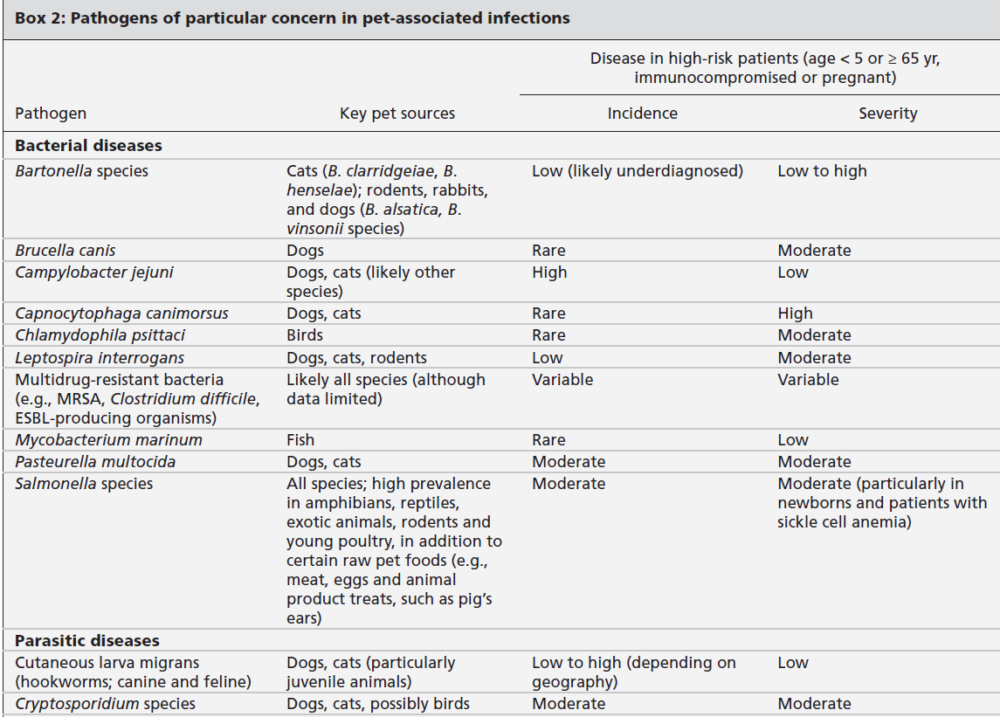 Box 2: Pathogens of particular concern in pet-associated infections
Disease in high-risk patients (age < 5 or ≥ 65 yr,
immunocompromised or pregnant)
Pathogen Key pet sources Incidence Severity
Bacterial diseases
Bartonella species Cats (B. clarridgeiae, B. Low (likely underdiagnosed) Low to high
henselae); rodents, rabbits,
and dogs (B. alsatica, B.
vinsonii species)
Brucella canis Dogs Rare Moderate
Campylobacter jejuni Dogs, cats (likely other High Low
species)
Capnocytophaga canimorsus Dogs, cats Rare High
Chlamydophila psittaci Birds Rare Moderate
Leptospira interrogans Dogs, cats, rodents Low Moderate
Multidrug-resistant bacteria Likely all species (although Variable Variable
(e.g., MRSA, Clostridium difficile, data limited)
ESBL-producing organisms)
Mycobacterium marinum Fish Rare Low
Pasteurella multocida Dogs, cats Moderate Moderate
Salmonella species All species; high prevalence Moderate Moderate (particularly in
in amphibians, reptiles, newborns and patients with
exotic animals, rodents and sickle cell anemia)
young poultry, in addition to
certain raw pet foods (e.g.,
meat, eggs and animal
product treats, such as pig's
ears)
Parasitic diseases
Cutaneous larva migrans Dogs, cats (particularly Low to high (depending on Low
(hookworms; canine and feline) juvenile animals) geography)
Cryptosporidium species Dogs, cats, possibly birds Moderate Moderate